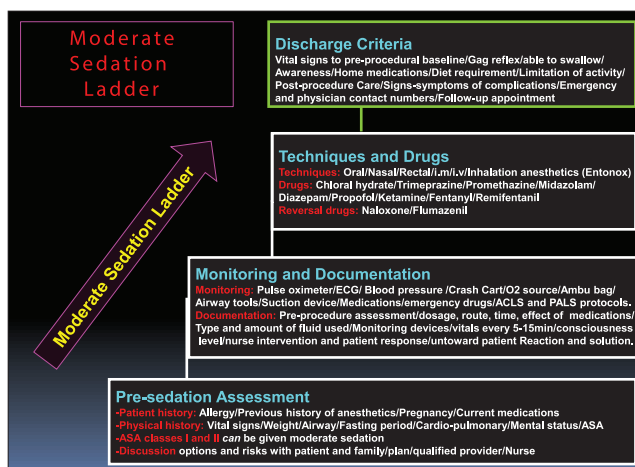 Moderate
Sedation
Ladder
Discharge Criteria
Vital signs to pre-procedural baseline/Gag reflex/able to swallow/
Awareness/Home medications/Diet requirement/Limitation of activity/
Post-procedure Care/Signs-symptoms of complications/Emergency
and physician contact numbers/Follow-up appointment
Techniques and Drugs
Techniques: Oral/Nasal/Rectal/i.m/i.v/Inhalation anesthetics (Entonox)
Drugs: Chloral hydrate/Trimeprazine/Promethazine/Midazolam/
Diazepam/Propofol/Ketamine/Fentanyl/Remifentanil
Reversal drugs: Naloxone/Flumazenil
Moderate Sedation Ladder
Monitoring and Documentation
Monitoring: Pulse oximeter/ECG/ Blood pressure /Crash Cart/O2 source/Ambu bag/
Airway tools/Suction device/Medications/emergency drugs/ACLS and PALS protocols.
Documentation: Pre-procedure assessment/dosage, route, time, effect of medications/
Type and amount of fluid used/Monitoring devices/vitals every 5-15min/consciousness
level/nurse intervention and patient response/untoward patient Reaction and solution.
Pre-sedation Assessment
-Patient history: Allergy/Previous history of anesthetics/Pregnancy/Current medications
-Physical history: Vital signs/Weight/Airway/Fasting period/Cardio-pulmonary/Mental status/ASA
-ASA classes I and II can be given moderate sedation
-Discussion options and risks with patient and family/plan/qualified provider/Nurse